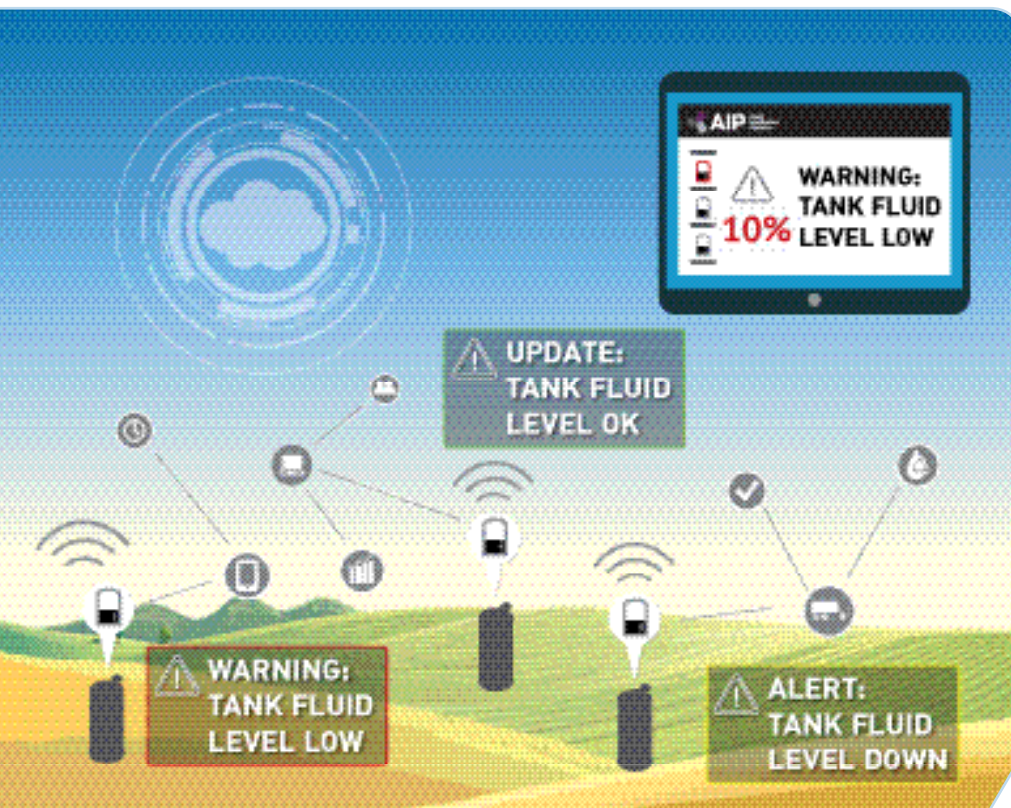 AIP
WARNING:
TANK FLUID
LEVEL LOW
10%
UPDATE:
TANK FLUID
LEVEL OK
WARNING:
TANK FLUID
LEVEL LOW
ALERT:
TANK FLUID
LEVEL DOWN